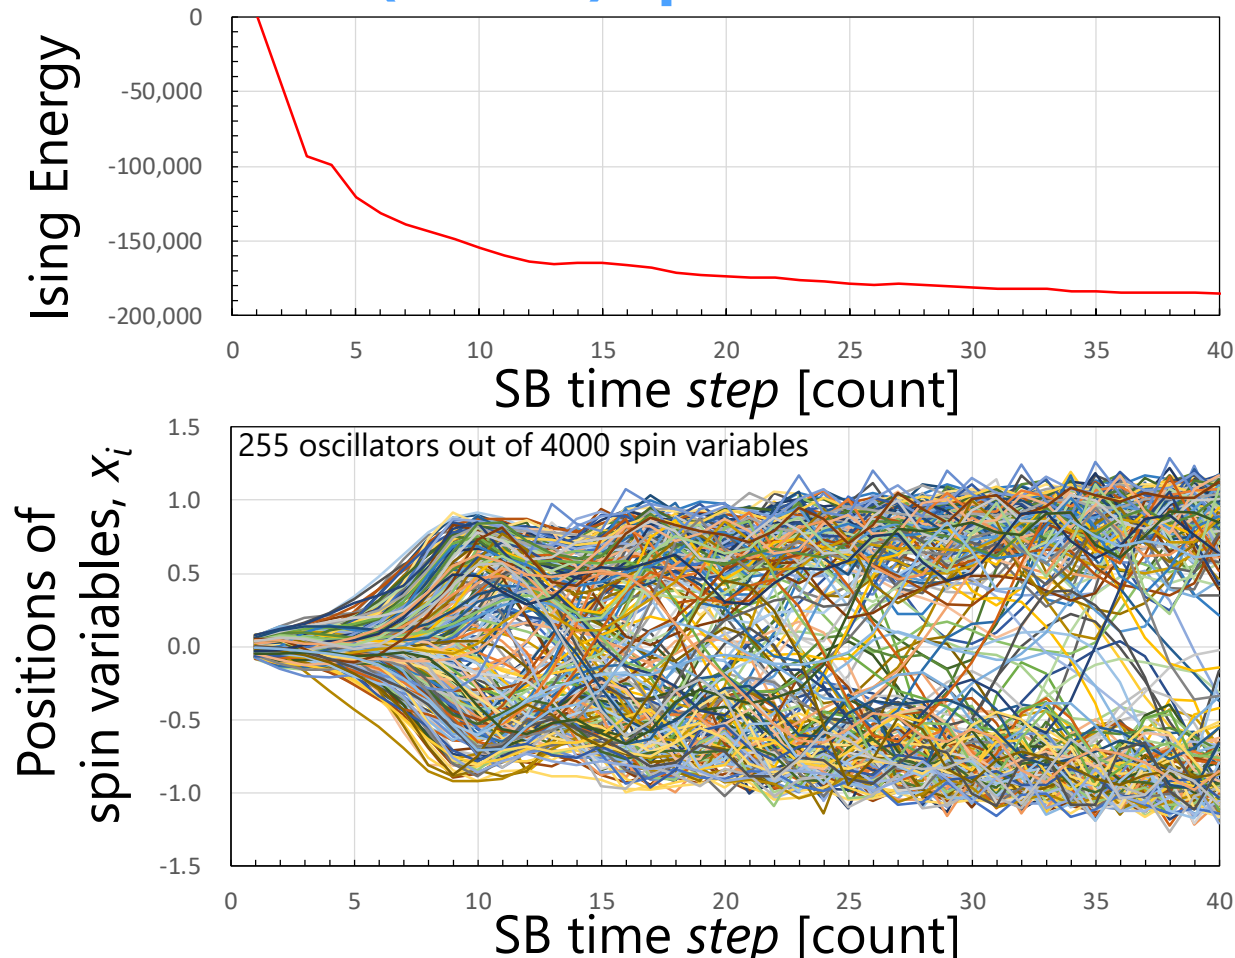 0
-50,000
-100,000
-150,000
-200,000
Ising Energy
0 5 10 15 20 25 30 35 40
SB time step [count]
1.5
1.0
0.5
0.0
-0.5
-1.0
-1.5
Positions of
spin variables, xᵢ
255 oscillators out of 4000 spin variables
0 5 10 15 20 25 30 35 40
SB time step [count]